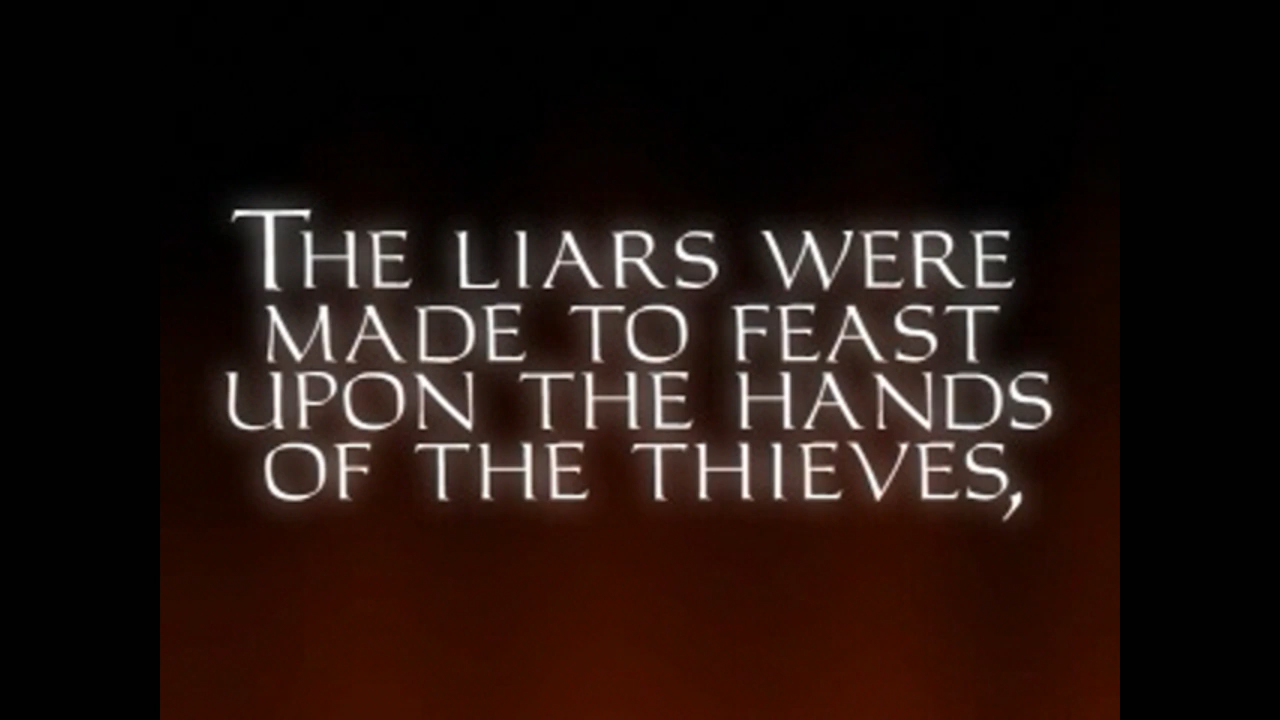 THE LIARS WERE
MADE TO FEAST
UPON THE HANDS
OF THE THIEVES,